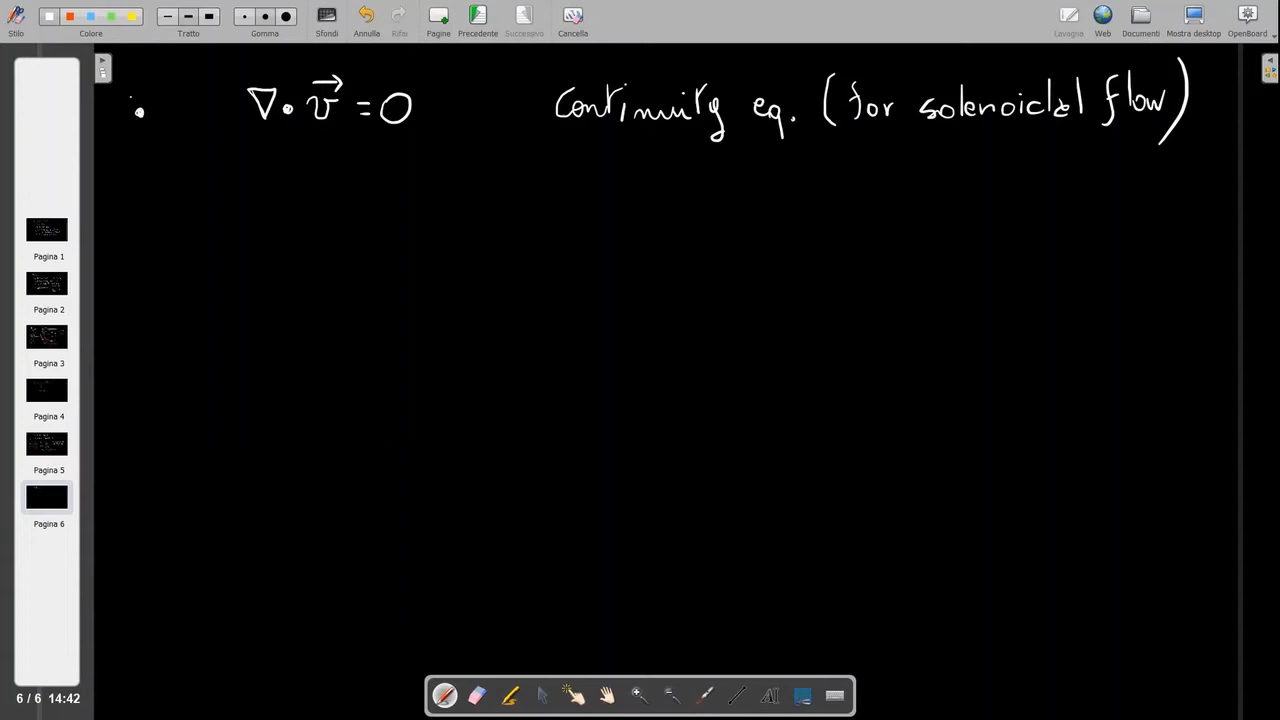 Stilo Colore Tratto Gomma Sfondi Annulla Rifai Pagine Precedente Successivo Cancella Lavagna Web Documenti Mostra desktop OpenBoard
• ∇•v⃗ =0 Continuity eq. (for solenoidal flow)
Pagina 1
Pagina 2
Pagina 3
Pagina 4
Pagina 5
Pagina 6
6 / 6 14:42